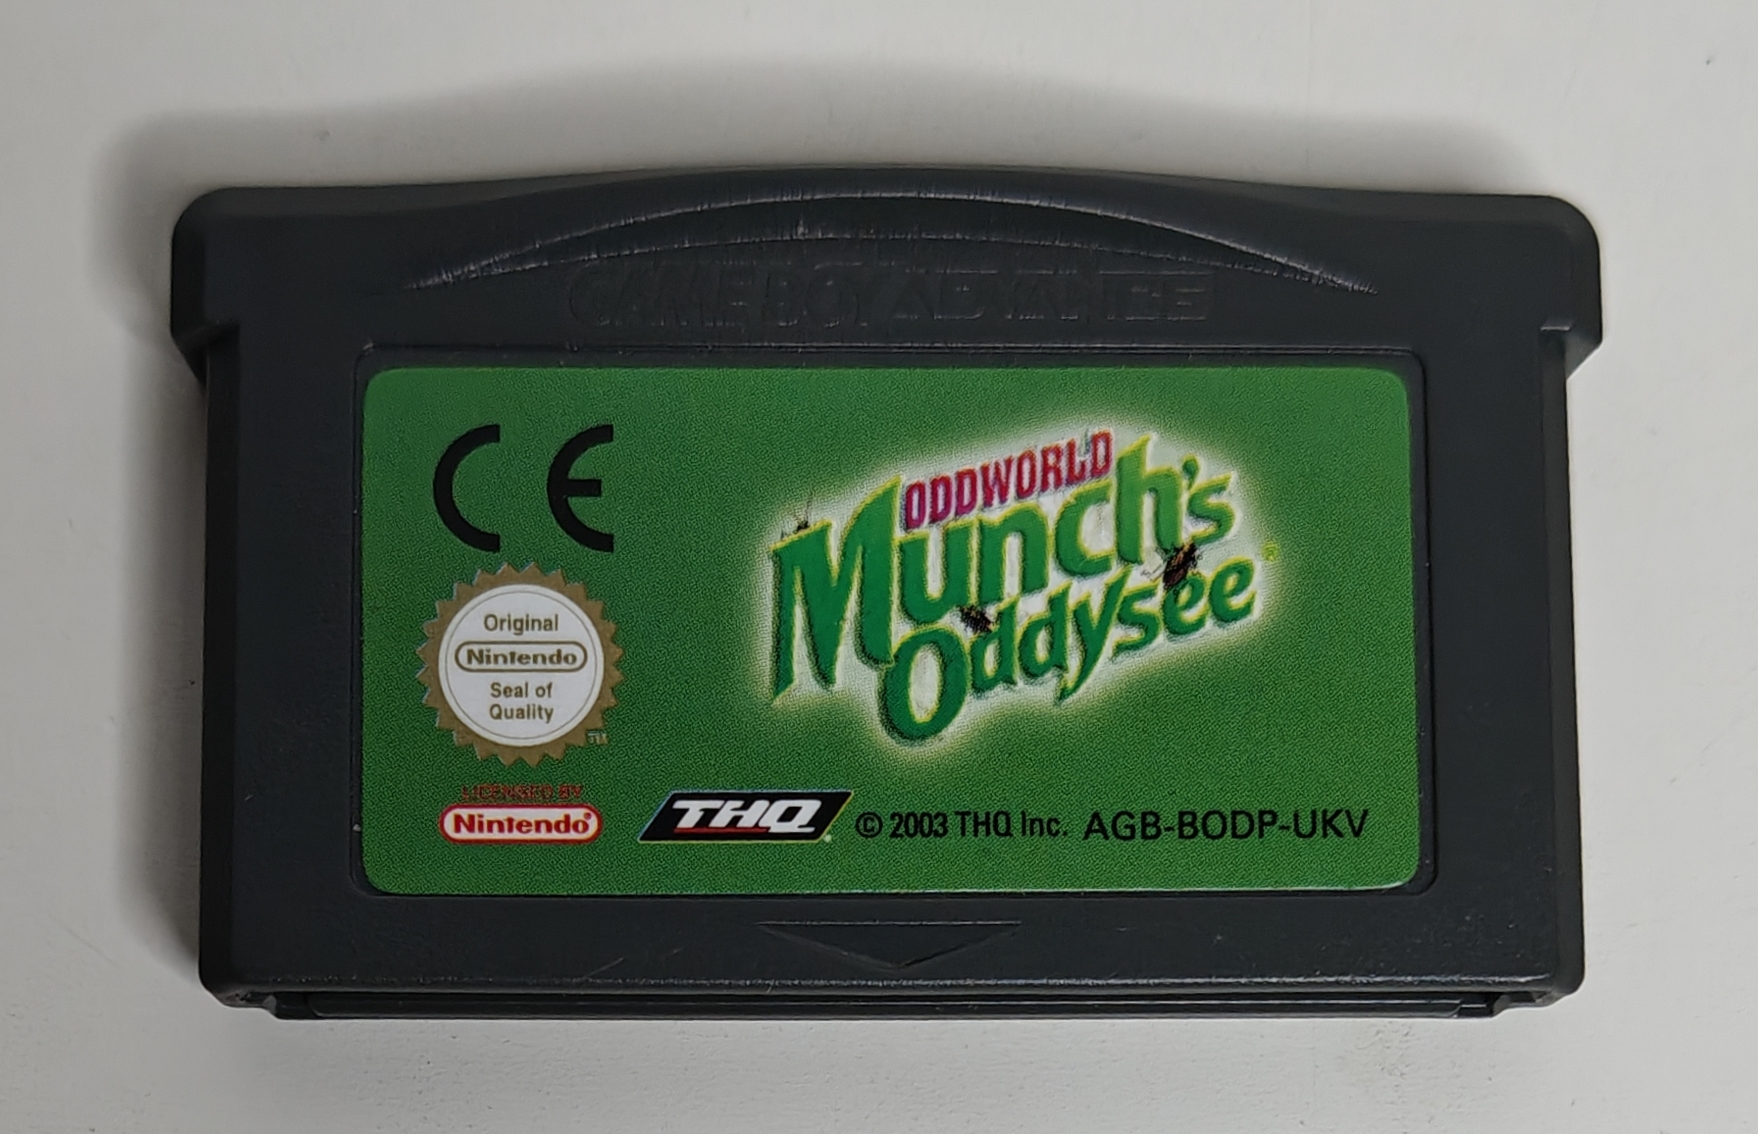 GAME BOY ADVANCE
CE
ODDWORLD
Munch's
Oddysee®
Original
Nintendo
Seal of
Quality
LICENSED BY
Nintendo®
THQ © 2003 THQ Inc. AGB-BODP-UKV